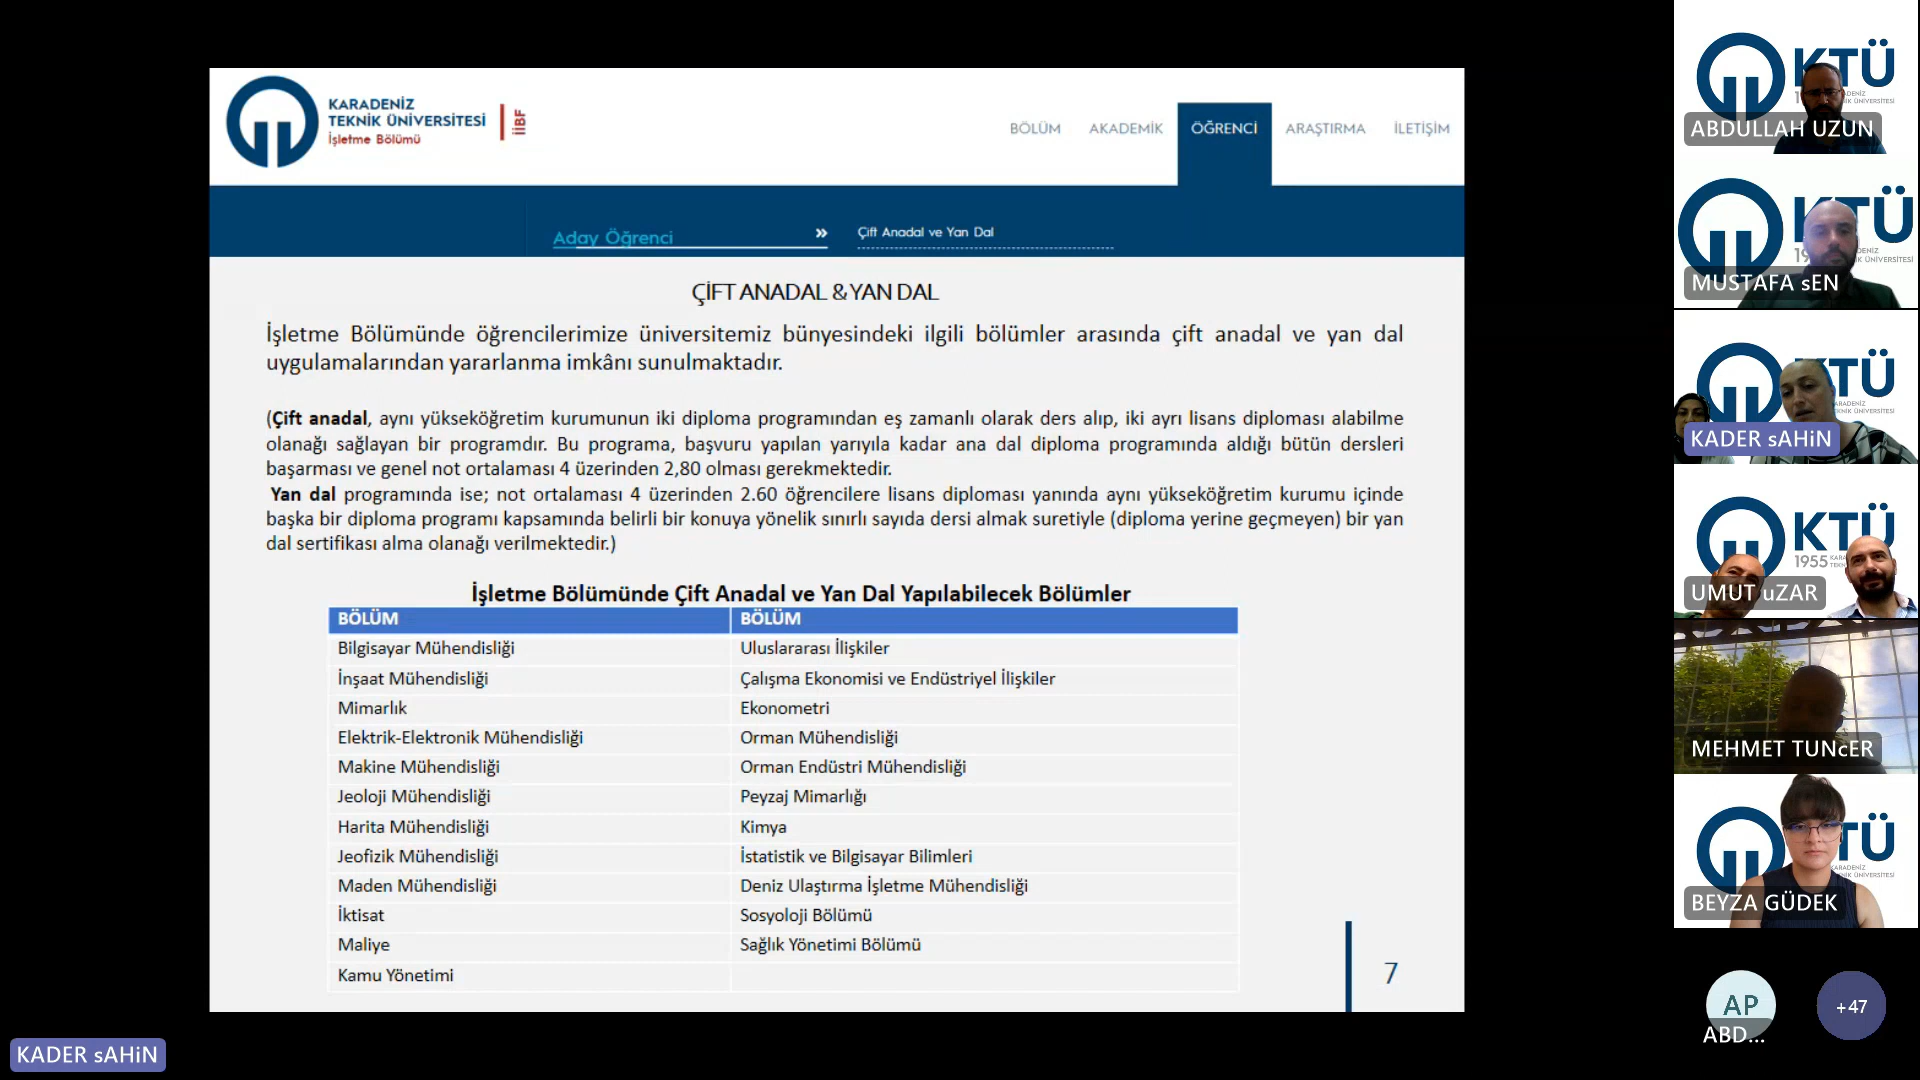 KARADENİZ
TEKNİK ÜNİVERSİTESİ
İşletme Bölümü
İİBF
BÖLÜM AKADEMİK ÖĞRENCİ ARAŞTIRMA İLETİŞİM
Aday Öğrenci » Çift Anadal ve Yan Dal
ÇİFT ANADAL & YAN DAL
İşletme Bölümünde öğrencilerimize üniversitemiz bünyesindeki ilgili bölümler arasında çift anadal ve yan dal
uygulamalarından yararlanma imkânı sunulmaktadır.
(Çift anadal, aynı yükseköğretim kurumunun iki diploma programından eş zamanlı olarak ders alıp, iki ayrı lisans diploması alabilme
olanağı sağlayan bir programdır. Bu programa, başvuru yapılan yarıyıla kadar ana dal diploma programında aldığı bütün dersleri
başarması ve genel not ortalaması 4 üzerinden 2,80 olması gerekmektedir.
Yan dal programında ise; not ortalaması 4 üzerinden 2.60 öğrencilere lisans diploması yanında aynı yükseköğretim kurumu içinde
başka bir diploma programı kapsamında belirli bir konuya yönelik sınırlı sayıda dersi almak suretiyle (diploma yerine geçmeyen) bir yan
dal sertifikası alma olanağı verilmektedir.)
İşletme Bölümünde Çift Anadal ve Yan Dal Yapılabilecek Bölümler
BÖLÜM BÖLÜM
Bilgisayar Mühendisliği Uluslararası İlişkiler
İnşaat Mühendisliği Çalışma Ekonomisi ve Endüstriyel İlişkiler
Mimarlık Ekonometri
Elektrik-Elektronik Mühendisliği Orman Mühendisliği
Makine Mühendisliği Orman Endüstri Mühendisliği
Jeoloji Mühendisliği Peyzaj Mimarlığı
Harita Mühendisliği Kimya
Jeofizik Mühendisliği İstatistik ve Bilgisayar Bilimleri
Maden Mühendisliği Deniz Ulaştırma İşletme Mühendisliği
İktisat Sosyoloji Bölümü
Maliye Sağlık Yönetimi Bölümü
Kamu Yönetimi
7
KADER sAHiN
KTÜ
ABDULLAH UZUN
KTÜ
MUSTAFA sEN
KTÜ
KADER sAHiN
KTÜ
1955
UMUT uZAR
MEHMET TUNcER
TÜ
BEYZA GÜDEK
AP
ABD...
+47